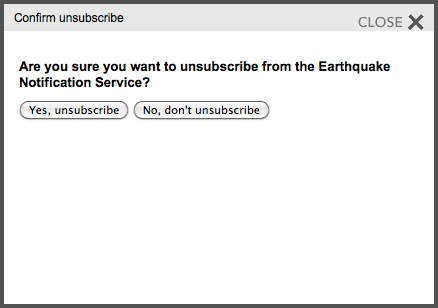 Confirm unsubscribe
CLOSE
Are you sure you want to unsubscribe from the Earthquake
Notification Service?
Yes, unsubscribe No, don't unsubscribe